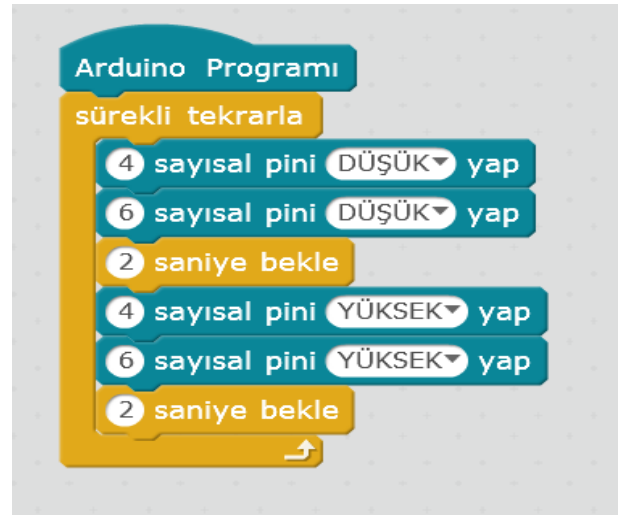 Arduino Programı
sürekli tekrarla
4 sayısal pini DÜŞÜK yap
6 sayısal pini DÜŞÜK yap
2 saniye bekle
4 sayısal pini YÜKSEK yap
6 sayısal pini YÜKSEK yap
2 saniye bekle